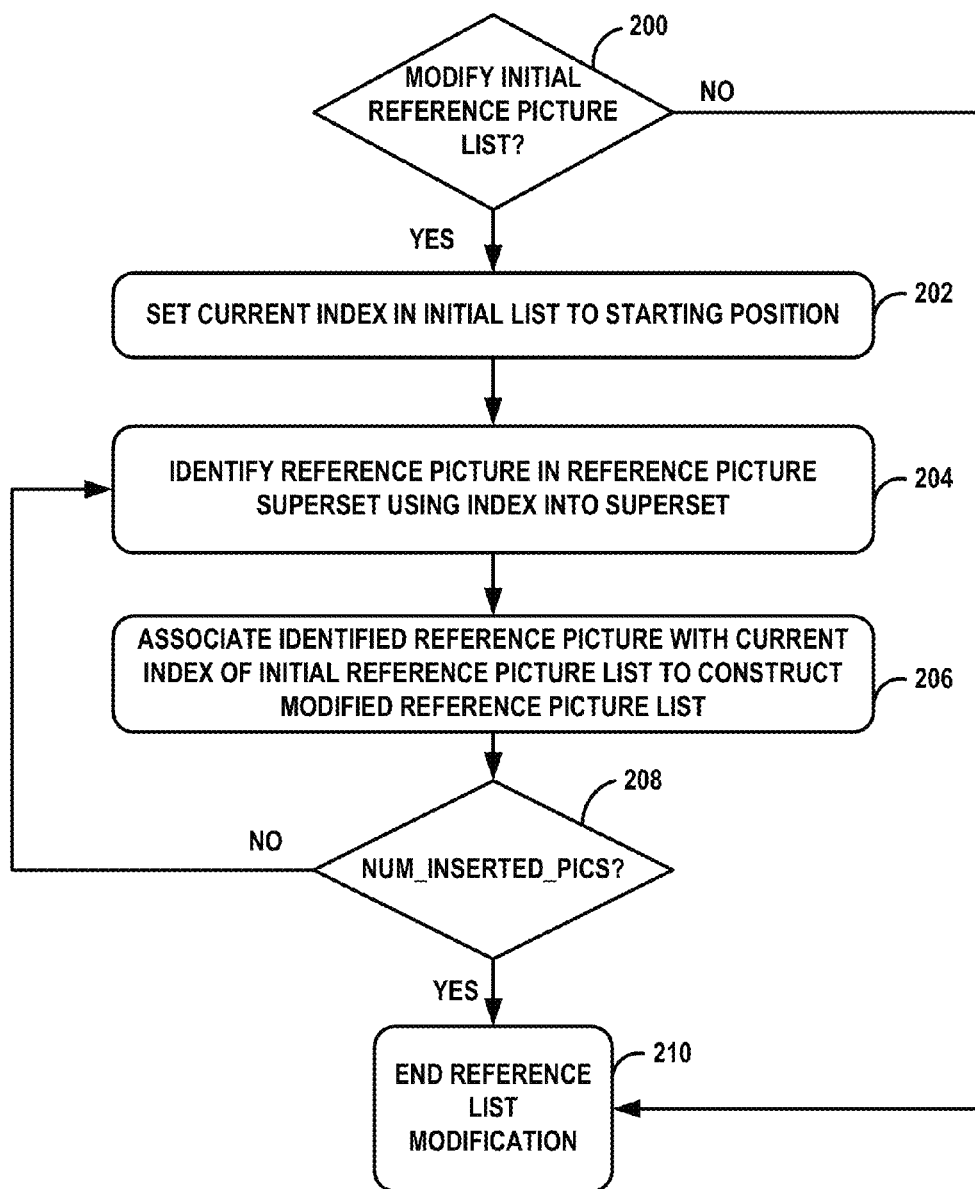 200
MODIFY INITIAL
REFERENCE PICTURE
LIST?
NO
YES
SET CURRENT INDEX IN INITIAL LIST TO STARTING POSITION
202
IDENTIFY REFERENCE PICTURE IN REFERENCE PICTURE
SUPERSET USING INDEX INTO SUPERSET
204
ASSOCIATE IDENTIFIED REFERENCE PICTURE WITH CURRENT
INDEX OF INITIAL REFERENCE PICTURE LIST TO CONSTRUCT
MODIFIED REFERENCE PICTURE LIST
206
208
NO
NUM_INSERTED_PICS?
YES
END REFERENCE
LIST
MODIFICATION
210